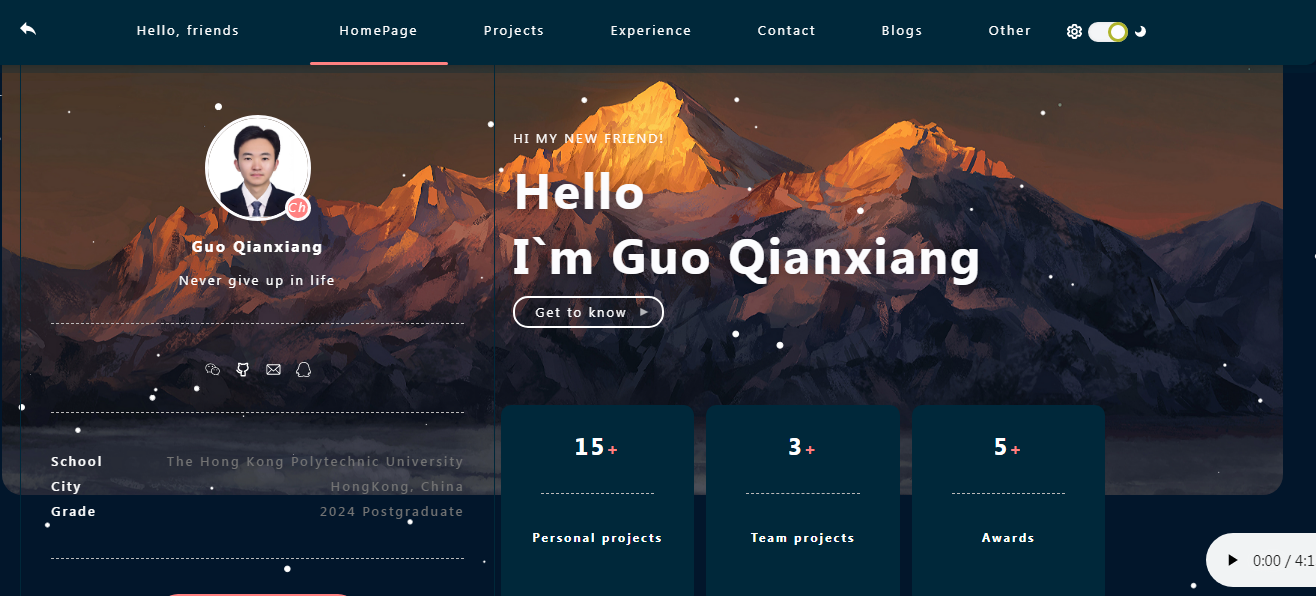 Hello, friends
HomePage
Projects
Experience
Contact
Blogs
Other
Ch
Guo Qianxiang
Never give up in life
School The Hong Kong Polytechnic University
City HongKong, China
Grade 2024 Postgraduate
HI MY NEW FRIEND!
Hello
I`m Guo Qianxiang
Get to know
15+
Personal projects
3+
Team projects
5+
Awards
0:00 / 4:1